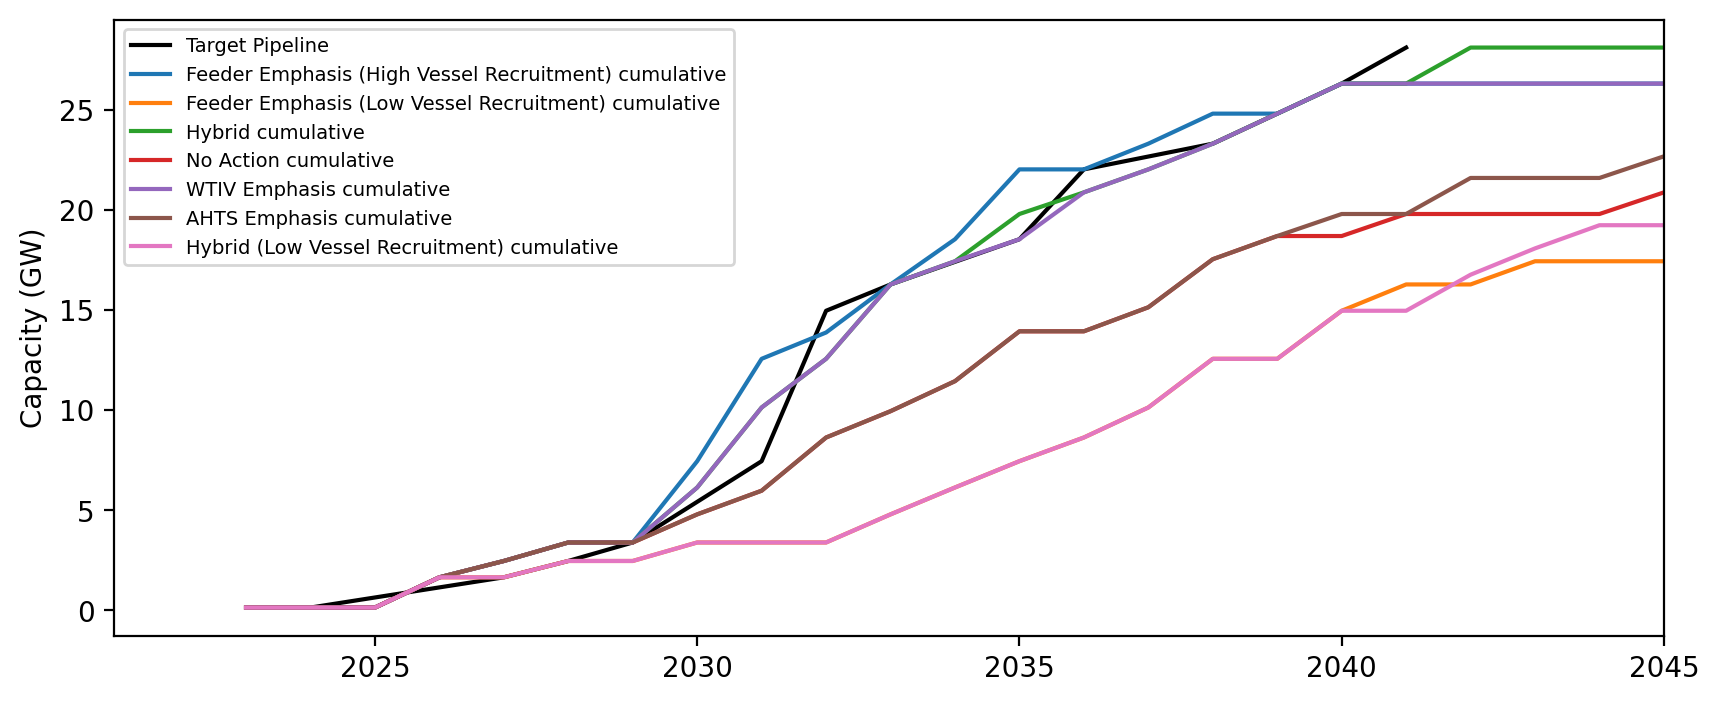 Target Pipeline
Feeder Emphasis (High Vessel Recruitment) cumulative
Feeder Emphasis (Low Vessel Recruitment) cumulative
Hybrid cumulative
No Action cumulative
WTIV Emphasis cumulative
AHTS Emphasis cumulative
Hybrid (Low Vessel Recruitment) cumulative
Capacity (GW)
25
20
15
10
5
0
2025 2030 2035 2040 2045